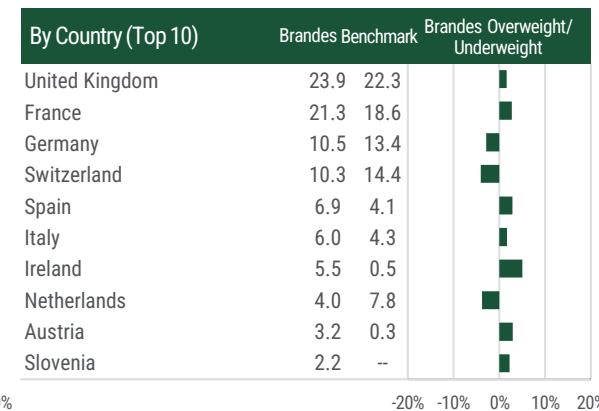 By Country (Top 10) Brandes Benchmark Brandes Overweight/
Underweight
United Kingdom 23.9 22.3
France 21.3 18.6
Germany 10.5 13.4
Switzerland 10.3 14.4
Spain 6.9 4.1
Italy 6.0 4.3
Ireland 5.5 0.5
Netherlands 4.0 7.8
Austria 3.2 0.3
Slovenia 2.2 --
-20% -10% 0% 10%